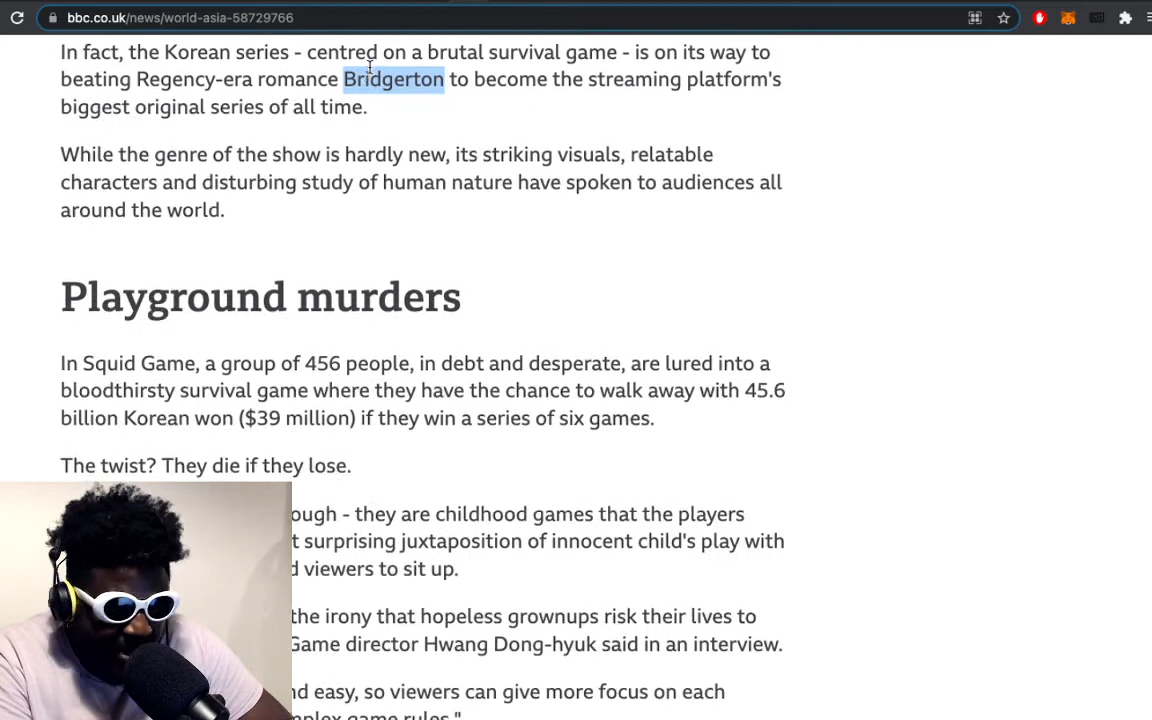 bbc.co.uk/news/world-asia-58729766
In fact, the Korean series - centred on a brutal survival game - is on its way to
beating Regency-era romance Bridgerton to become the streaming platform's
biggest original series of all time.
While the genre of the show is hardly new, its striking visuals, relatable
characters and disturbing study of human nature have spoken to audiences all
around the world.
Playground murders
In Squid Game, a group of 456 people, in debt and desperate, are lured into a
bloodthirsty survival game where they have the chance to walk away with 45.6
billion Korean won ($39 million) if they win a series of six games.
The twist? They die if they lose.
ough - they are childhood games that the players
t surprising juxtaposition of innocent child's play with
d viewers to sit up.
the irony that hopeless grownups risk their lives to
Game director Hwang Dong-hyuk said in an interview.
nd easy, so viewers can give more focus on each
mplex game rules."